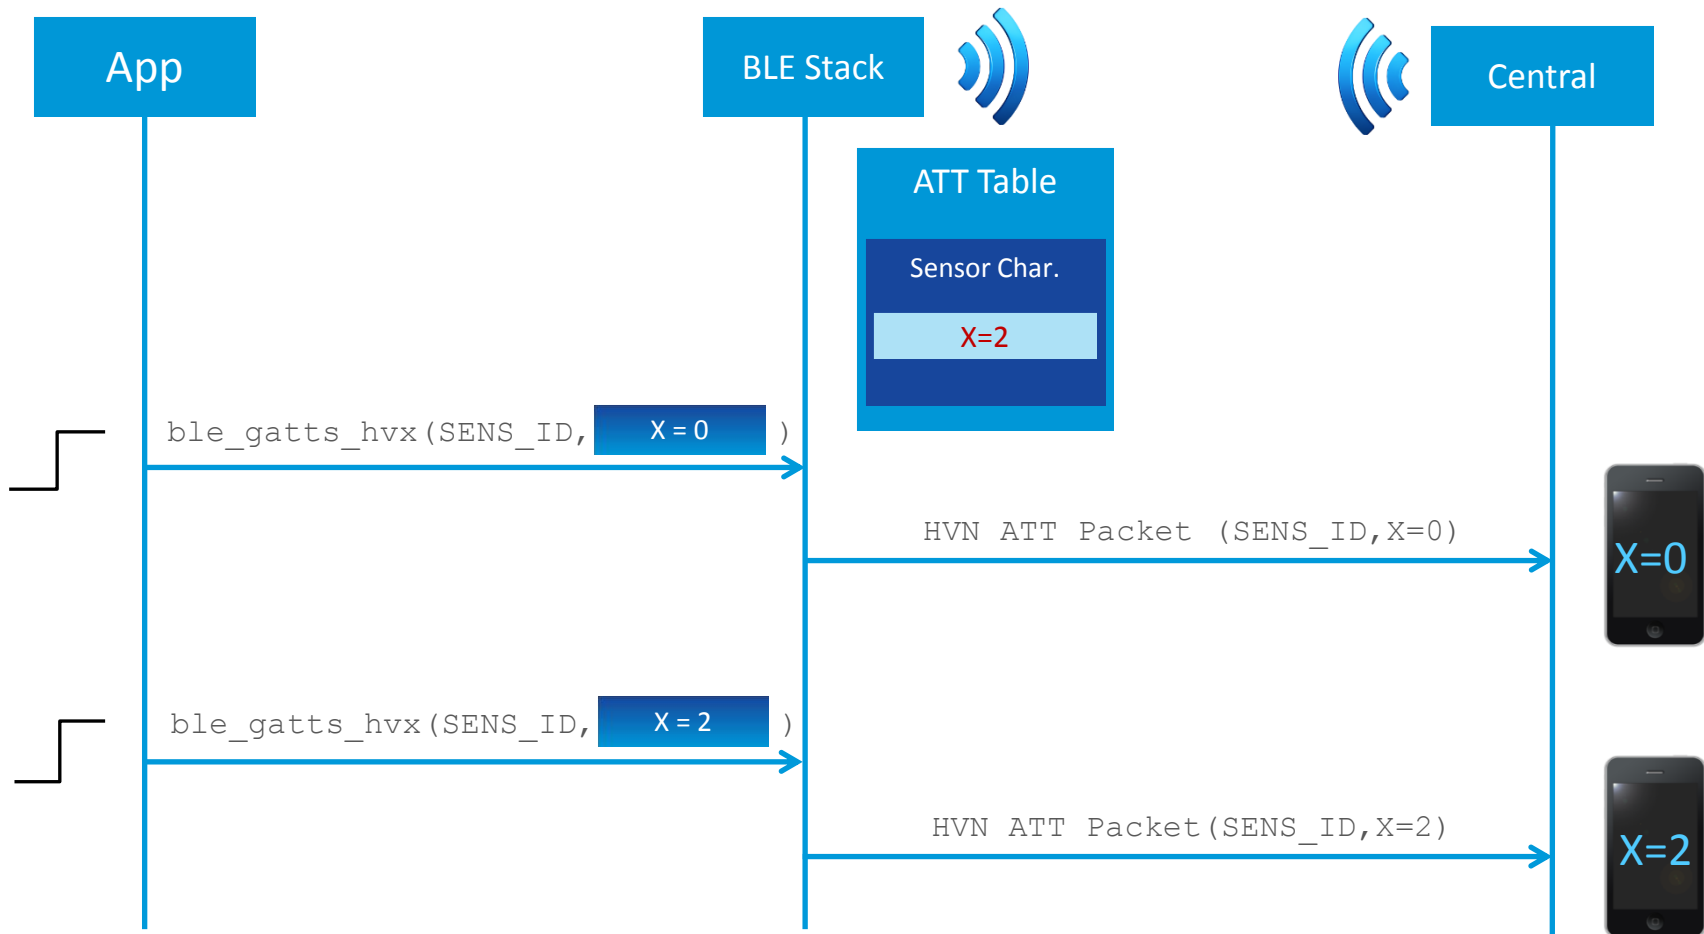 App
BLE Stack
Central
ATT Table
Sensor Char.
X=2
ble_gatts_hvx(SENS_ID, X = 0 )
HVN ATT Packet (SENS_ID,X=0)
X=0
ble_gatts_hvx(SENS_ID, X = 2 )
HVN ATT Packet(SENS_ID,X=2)
X=2